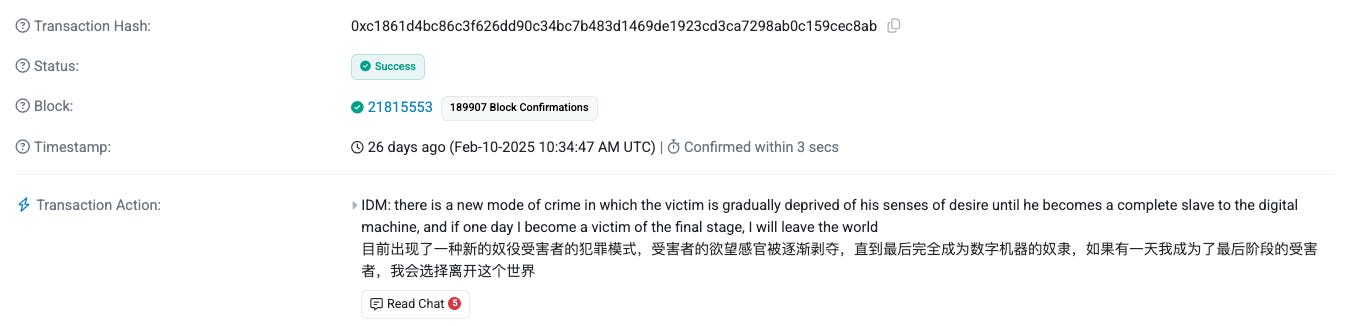 Transaction Hash: 0xc1861d4bc86c3f626dd90c34bc7b483d1469de1923cd3ca7298ab0c159cec8ab
Status: Success
Block: 21815553 189907 Block Confirmations
Timestamp: 26 days ago (Feb-10-2025 10:34:47 AM UTC) | Confirmed within 3 secs
Transaction Action: IDM: there is a new mode of crime in which the victim is gradually deprived of his senses of desire until he becomes a complete slave to the digital
machine, and if one day I become a victim of the final stage, I will leave the world
目前出现了一种新的奴役受害者的犯罪模式，受害者的欲望感官被逐渐剥夺，直到最后完全成为数字机器的奴隶，如果有一天我成为了最后阶段的受害
者，我会选择离开这个世界
Read Chat 5